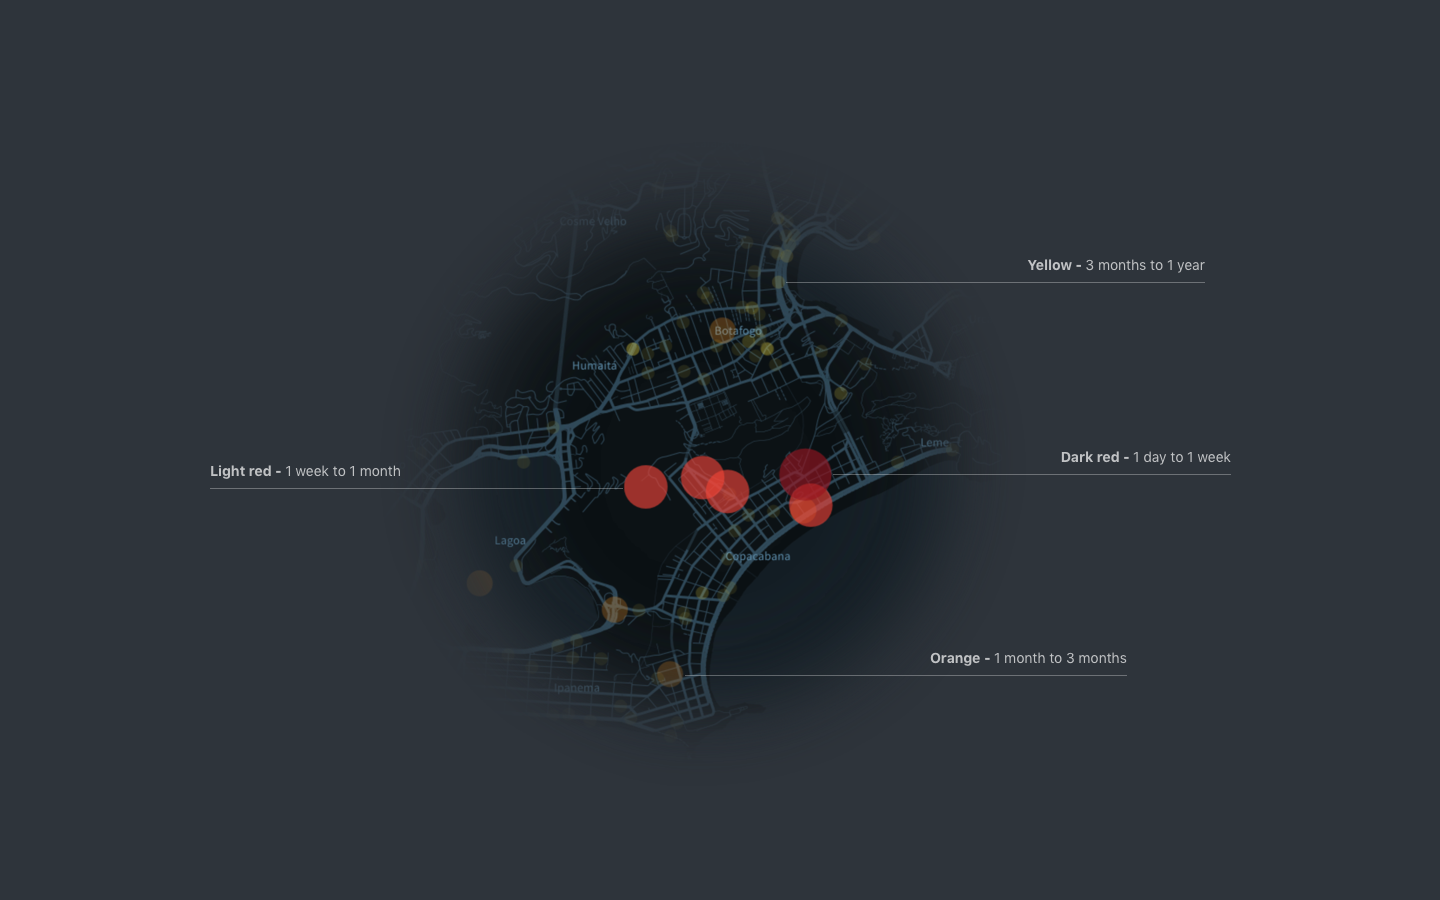 Cosme Velho
Yellow - 3 months to 1 year
Botafogo
Humaitá
Leme
Light red - 1 week to 1 month
Dark red - 1 day to 1 week
Lagoa
Copacabana
Orange - 1 month to 3 months
Ipanema